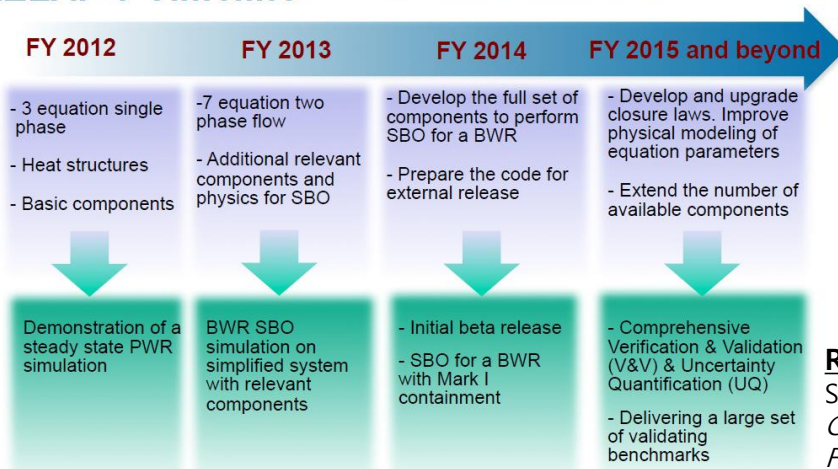 FY 2012
FY 2013
FY 2014
FY 2015 and beyond
- 3 equation single
phase
- Heat structures
- Basic components
-7 equation two
phase flow
- Additional relevant
components and
physics for SBO
- Develop the full set of
components to perform
SBO for a BWR
- Prepare the code for
external release
- Develop and upgrade
closure laws. Improve
physical modeling of
equation parameters
- Extend the number of
available components
Demonstration of a
steady state PWR
simulation
BWR SBO
simulation on
simplified system
with relevant
components
- Initial beta release
- SBO for a BWR
with Mark I
containment
- Comprehensive
Verification & Validation
(V&V) & Uncertainty
Quantification (UQ)
- Delivering a large set
of validating
benchmarks